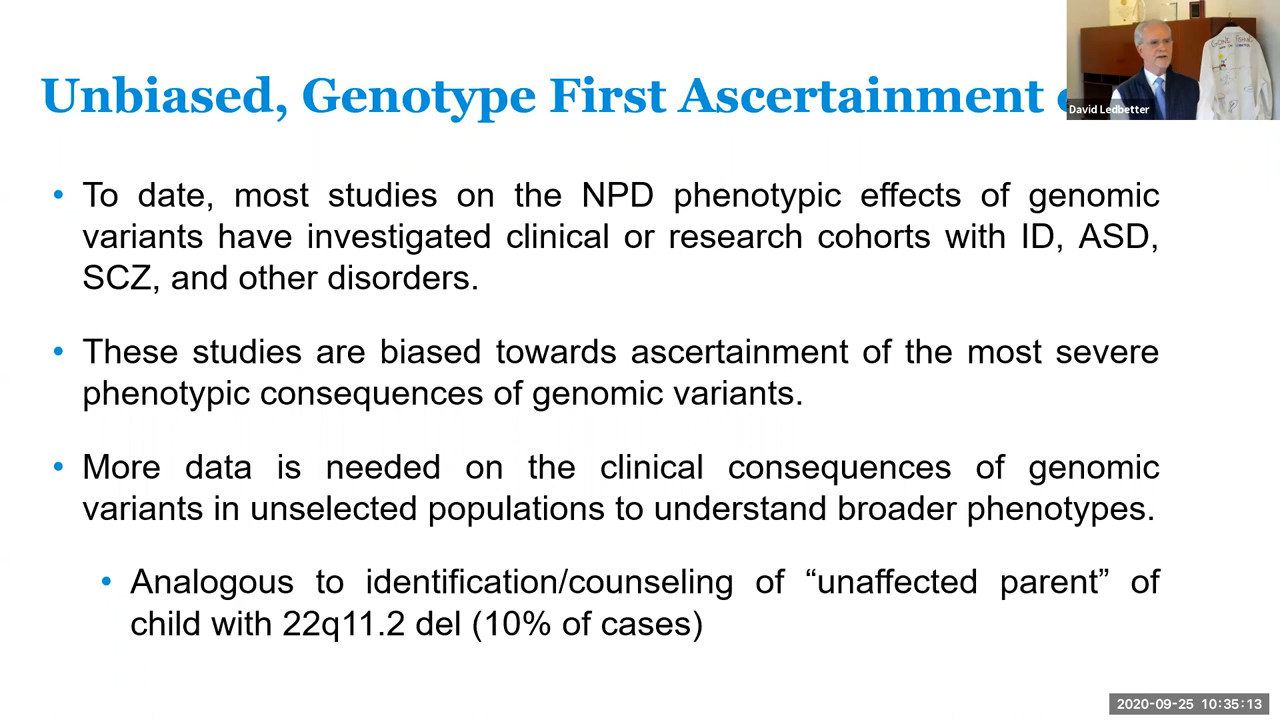 Unbiased, Genotype First Ascertainment
David Ledbetter
• To date, most studies on the NPD phenotypic effects of genomic
variants have investigated clinical or research cohorts with ID, ASD,
SCZ, and other disorders.
• These studies are biased towards ascertainment of the most severe
phenotypic consequences of genomic variants.
• More data is needed on the clinical consequences of genomic
variants in unselected populations to understand broader phenotypes.
• Analogous to identification/counseling of “unaffected parent” of
child with 22q11.2 del (10% of cases)
2020-09-25 10:35:13